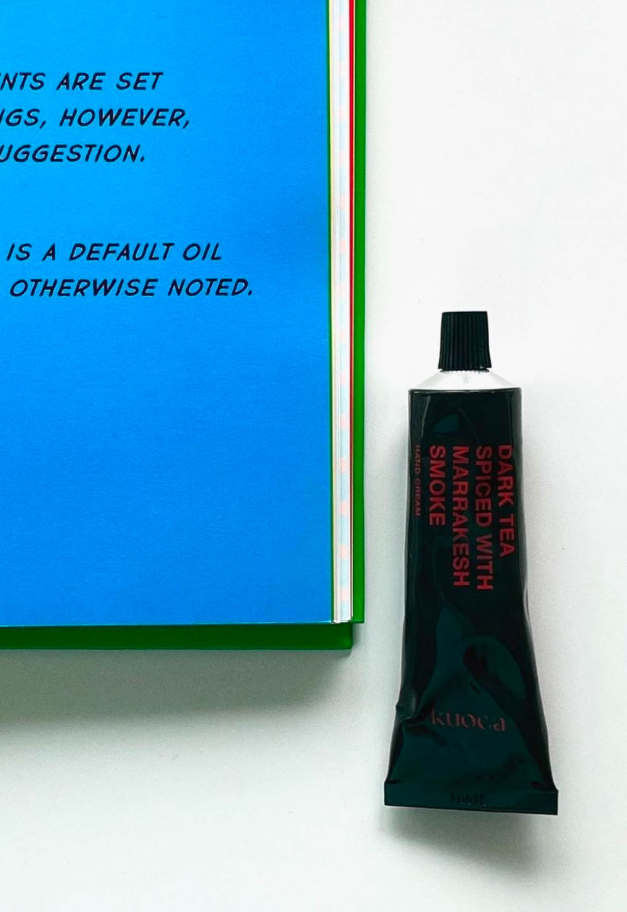 NTS ARE SET
NGS, HOWEVER,
UGGESTION.
IS A DEFAULT OIL
OTHERWISE NOTED.
DARK TEA
SPICED WITH
MARRAKESH
SMOKE
HAND CREAM
kuoca